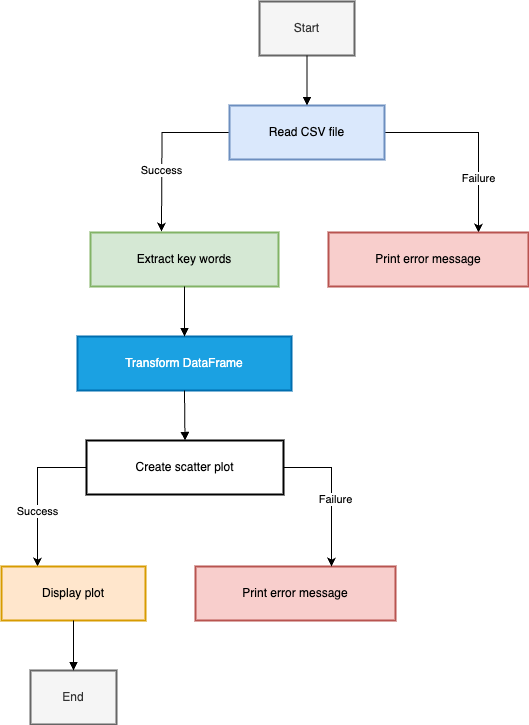 Start
Read CSV file
Success
Failure
Extract key words
Print error message
Transform DataFrame
Create scatter plot
Success
Failure
Display plot
Print error message
End